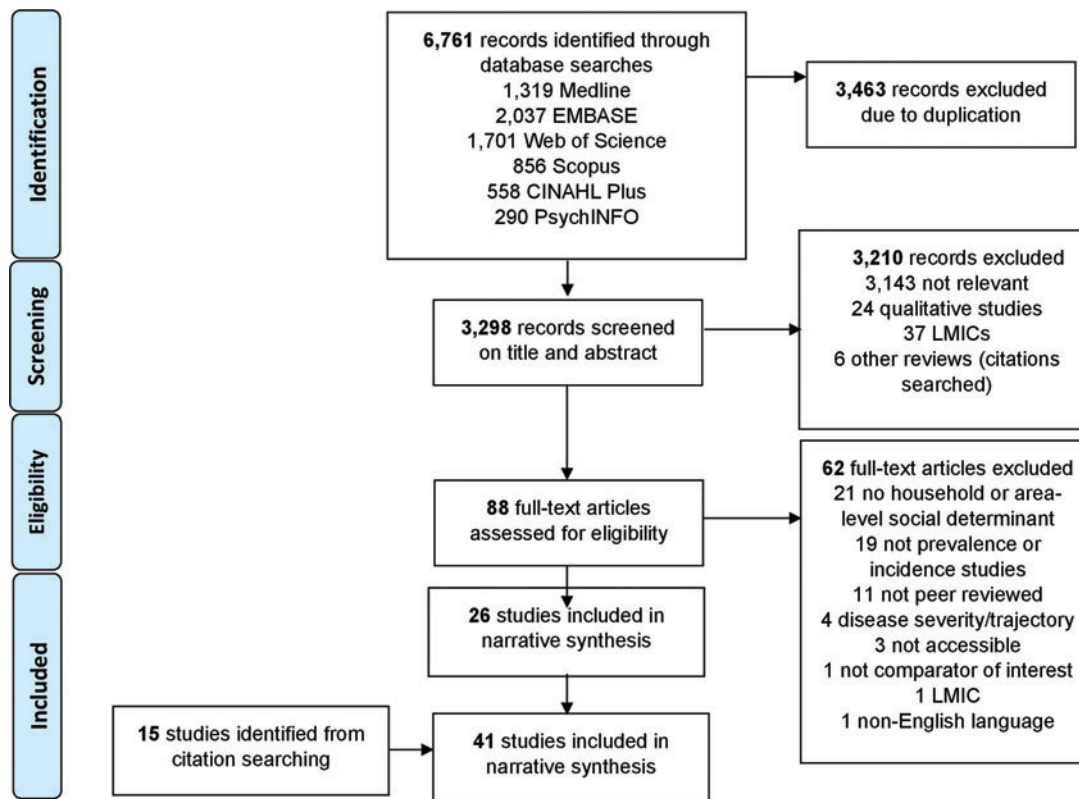 Identification
6,761 records identified through
database searches
1,319 Medline
2,037 EMBASE
1,701 Web of Science
856 Scopus
558 CINAHL Plus
290 PsychINFO
3,463 records excluded
due to duplication
Screening
3,298 records screened
on title and abstract
3,210 records excluded
3,143 not relevant
24 qualitative studies
37 LMICs
6 other reviews (citations
searched)
Eligibility
88 full-text articles
assessed for eligibility
62 full-text articles excluded
21 no household or area-
level social determinant
19 not prevalence or
incidence studies
11 not peer reviewed
4 disease severity/trajectory
3 not accessible
1 not comparator of interest
1 LMIC
1 non-English language
Included
26 studies included in
narrative synthesis
15 studies identified from
citation searching
41 studies included in
narrative synthesis